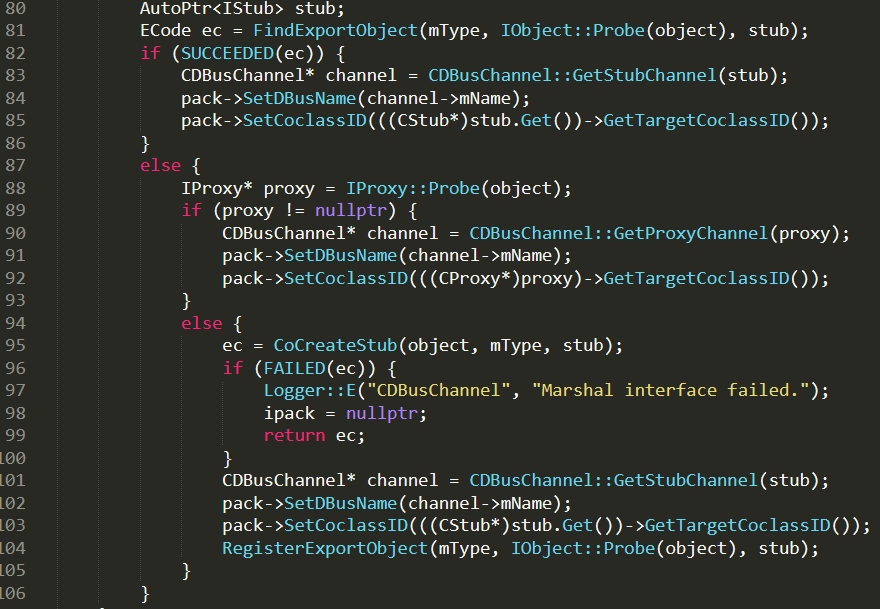 80 AutoPtr<IStub> stub;
81 ECode ec = FindExportObject(mType, IObject::Probe(object), stub);
82 if (SUCCEEDED(ec)) {
83 CDBusChannel* channel = CDBusChannel::GetStubChannel(stub);
84 pack->SetDBusName(channel->mName);
85 pack->SetCoclassID(((CStub*)stub.Get())->GetTargetCoclassID());
86 }
87 else {
88 IProxy* proxy = IProxy::Probe(object);
89 if (proxy != nullptr) {
90 CDBusChannel* channel = CDBusChannel::GetProxyChannel(proxy);
91 pack->SetDBusName(channel->mName);
92 pack->SetCoclassID(((CProxy*)proxy)->GetTargetCoclassID());
93 }
94 else {
95 ec = CoCreateStub(object, mType, stub);
96 if (FAILED(ec)) {
97 Logger::E("CDBusChannel", "Marshal interface failed.");
98 ipack = nullptr;
99 return ec;
100 }
101 CDBusChannel* channel = CDBusChannel::GetStubChannel(stub);
102 pack->SetDBusName(channel->mName);
103 pack->SetCoclassID(((CStub*)stub.Get())->GetTargetCoclassID());
104 RegisterExportObject(mType, IObject::Probe(object), stub);
105 }
106 }